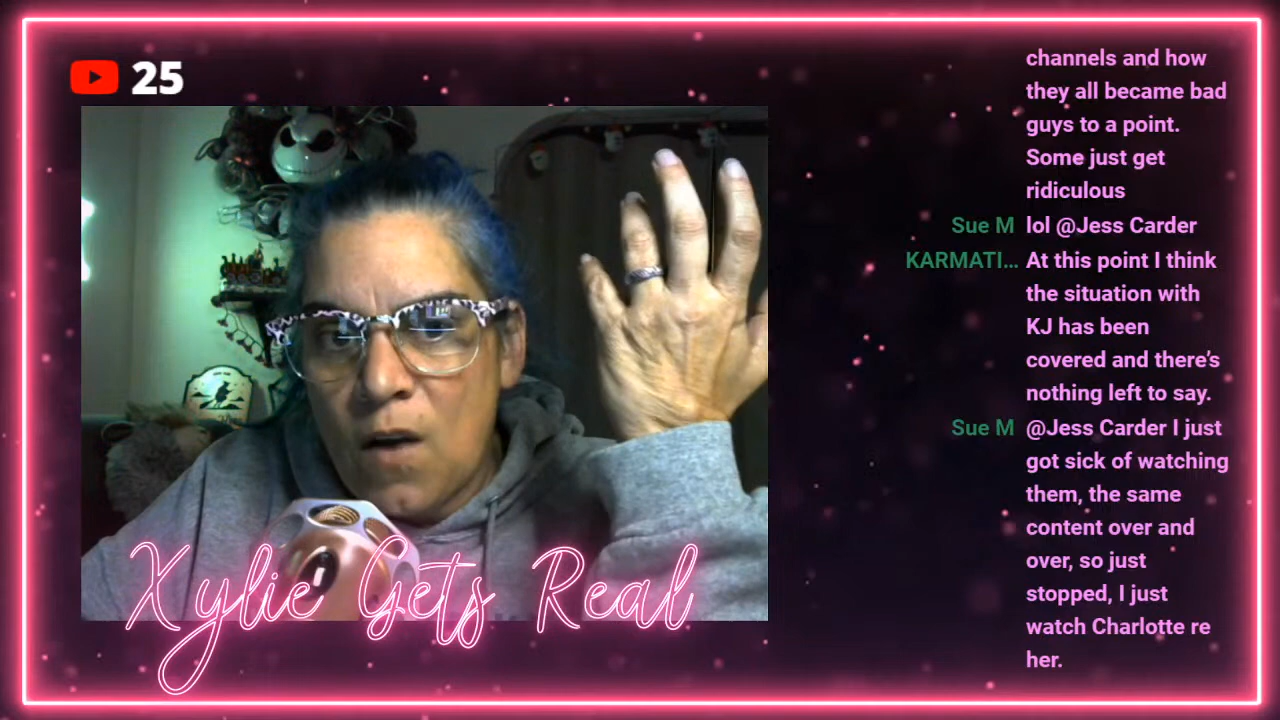 25
Xylie Gets Real
channels and how
they all became bad
guys to a point.
Some just get
ridiculous
Sue M lol @Jess Carder
KARMATI... At this point I think
the situation with
KJ has been
covered and there's
nothing left to say.
Sue M @Jess Carder I just
got sick of watching
them, the same
content over and
over, so just
stopped, I just
watch Charlotte re
her.